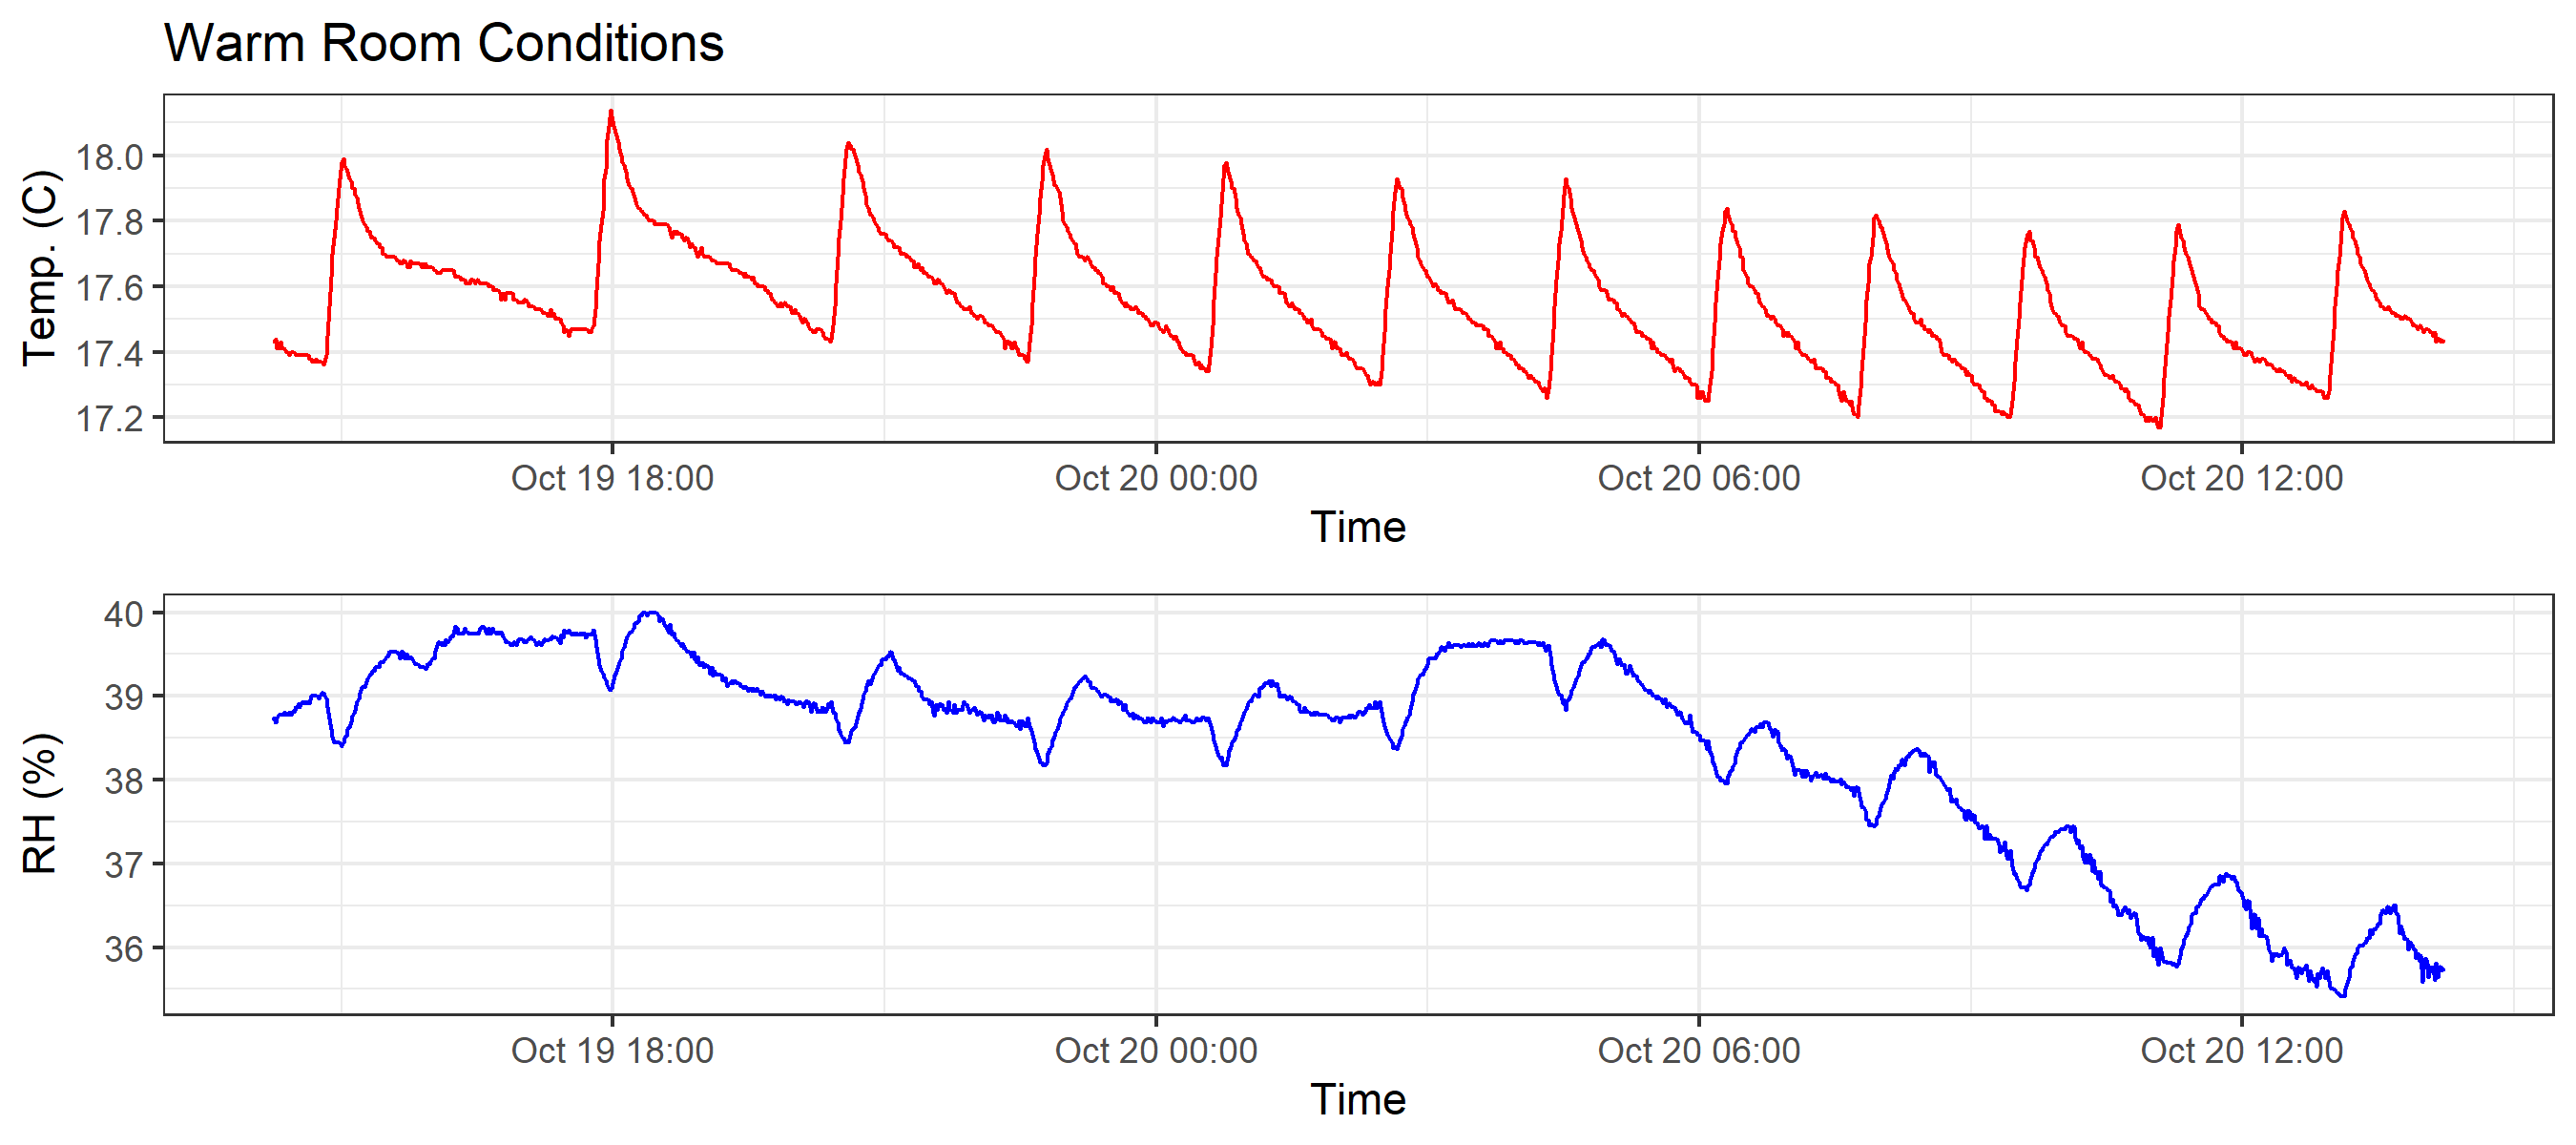 Warm Room Conditions
Temp. (C)
18.0
17.8
17.6
17.4
17.2
Oct 19 18:00 Oct 20 00:00 Oct 20 06:00 Oct 20 12:00
Time
RH (%)
40
39
38
37
36
Oct 19 18:00 Oct 20 00:00 Oct 20 06:00 Oct 20 12:00
Time